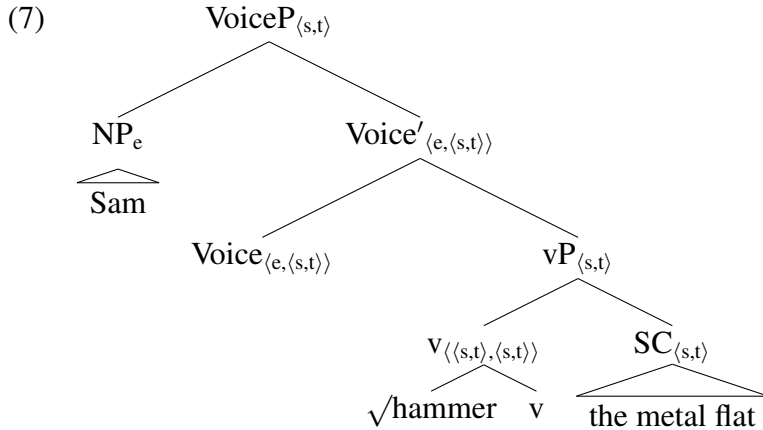 (7) VoiceP⟨s,t⟩
NPe Voice′⟨e,⟨s,t⟩⟩
Sam
Voice⟨e,⟨s,t⟩⟩ vP⟨s,t⟩
v⟨⟨s,t⟩,⟨s,t⟩⟩ SC⟨s,t⟩
√hammer v the metal flat